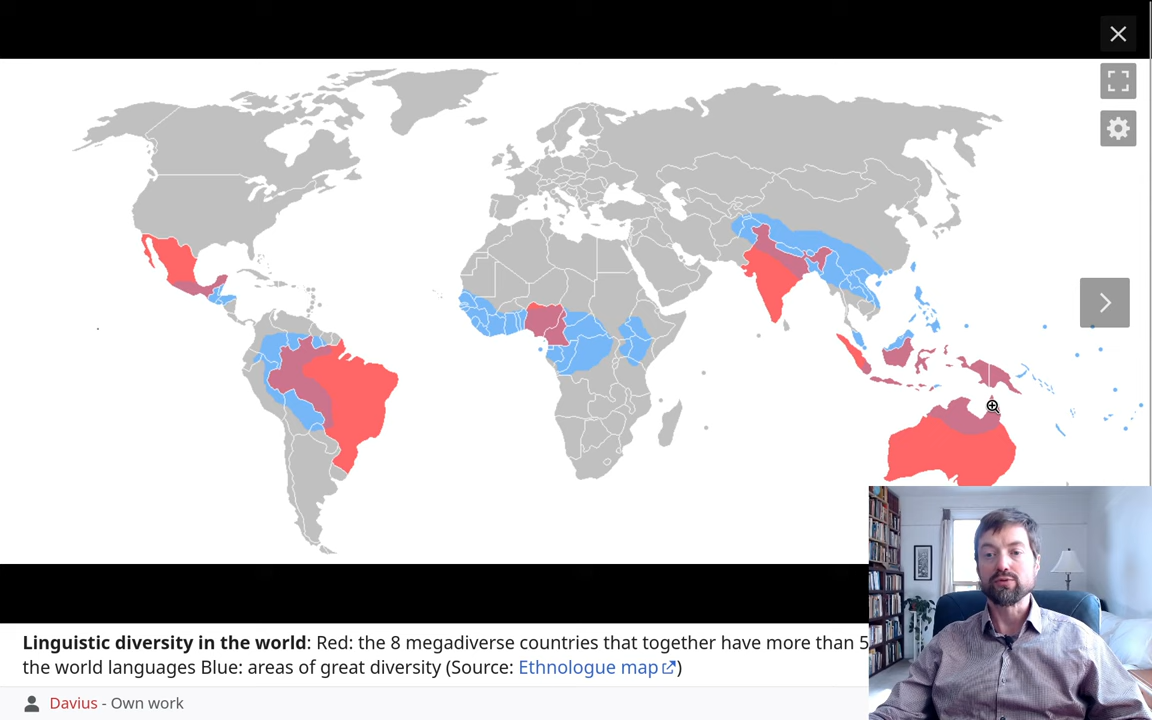 Linguistic diversity in the world: Red: the 8 megadiverse countries that together have more than 5
the world languages Blue: areas of great diversity (Source: Ethnologue map)
Davius - Own work